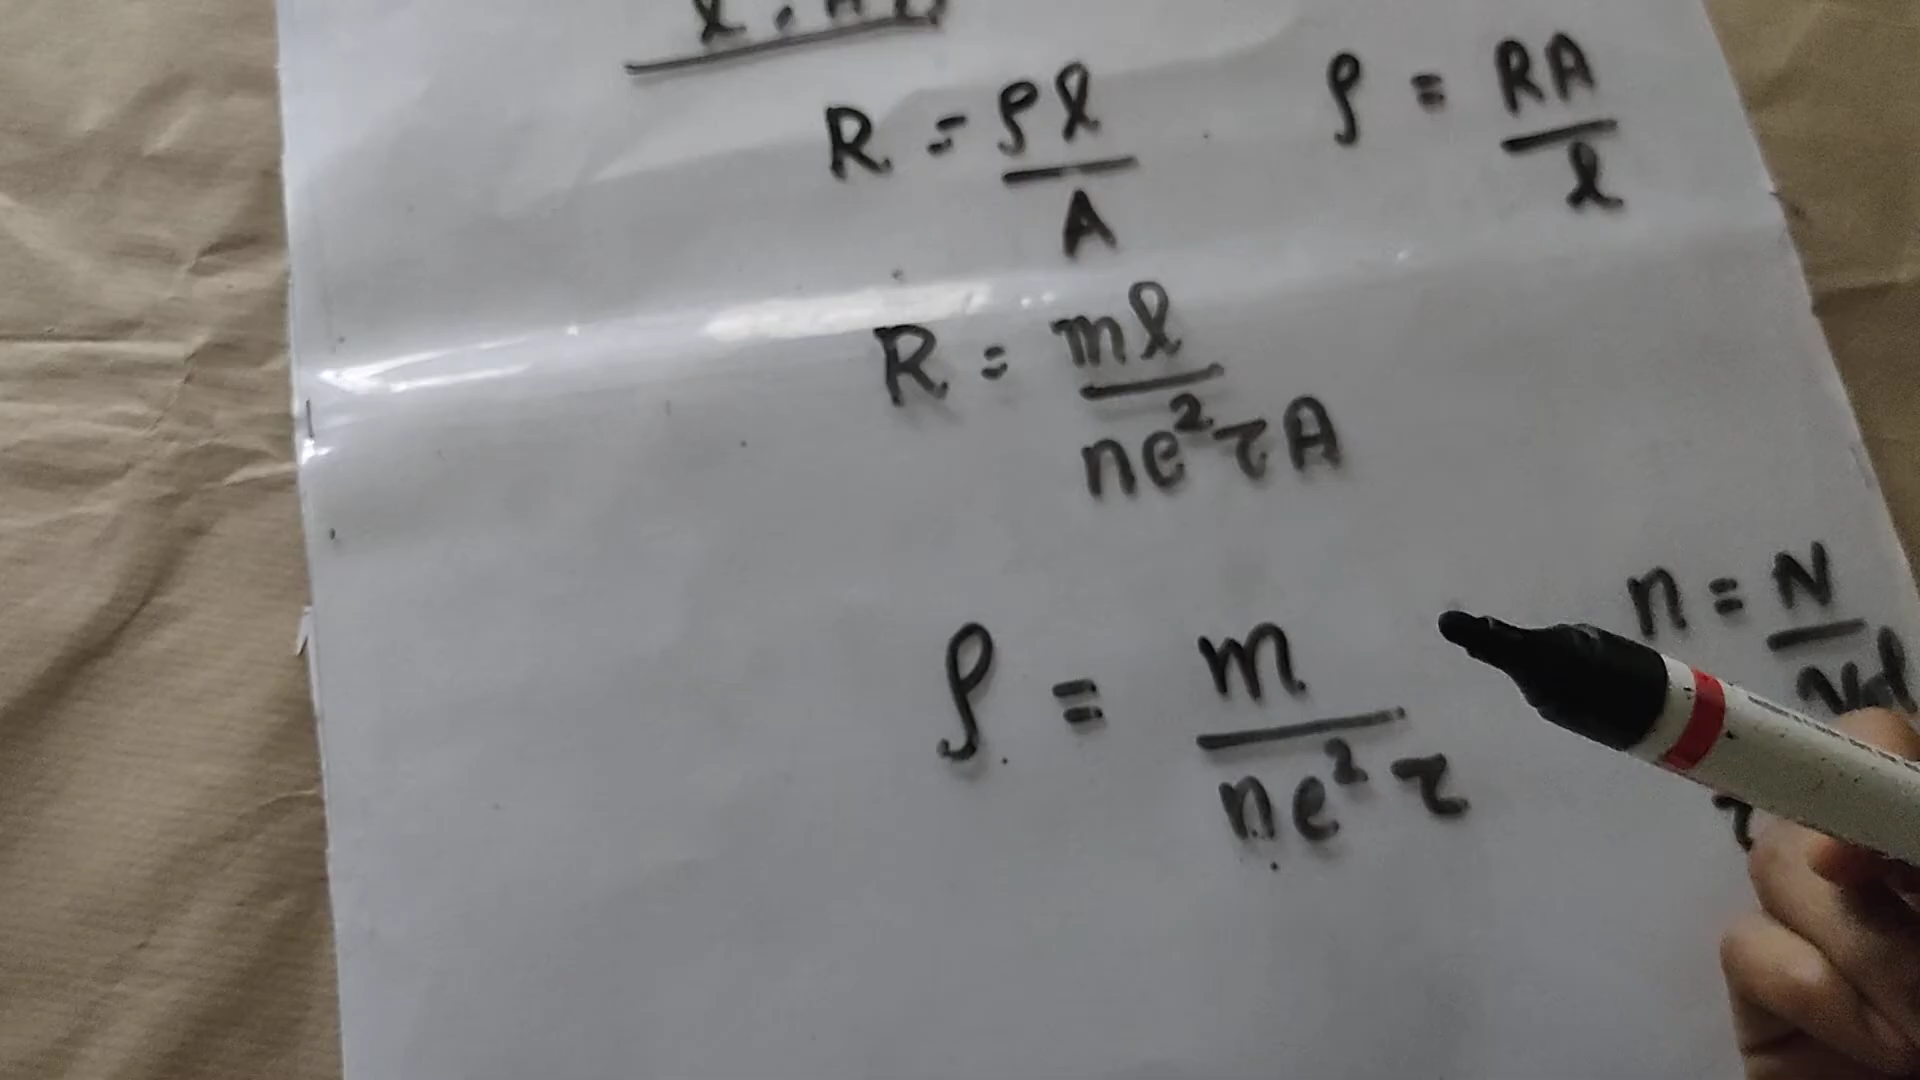 R = ρl/A    ρ = RA/l
R = ml/ne²τA
ρ = m/ne²τ    n = N/